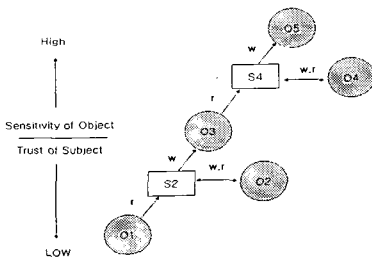 O5
w
High
S4
w,r
O4
r
Sensitivity of Object
O3
Trust of Subject
w
w,r
S2
O2
r
O1
LOW